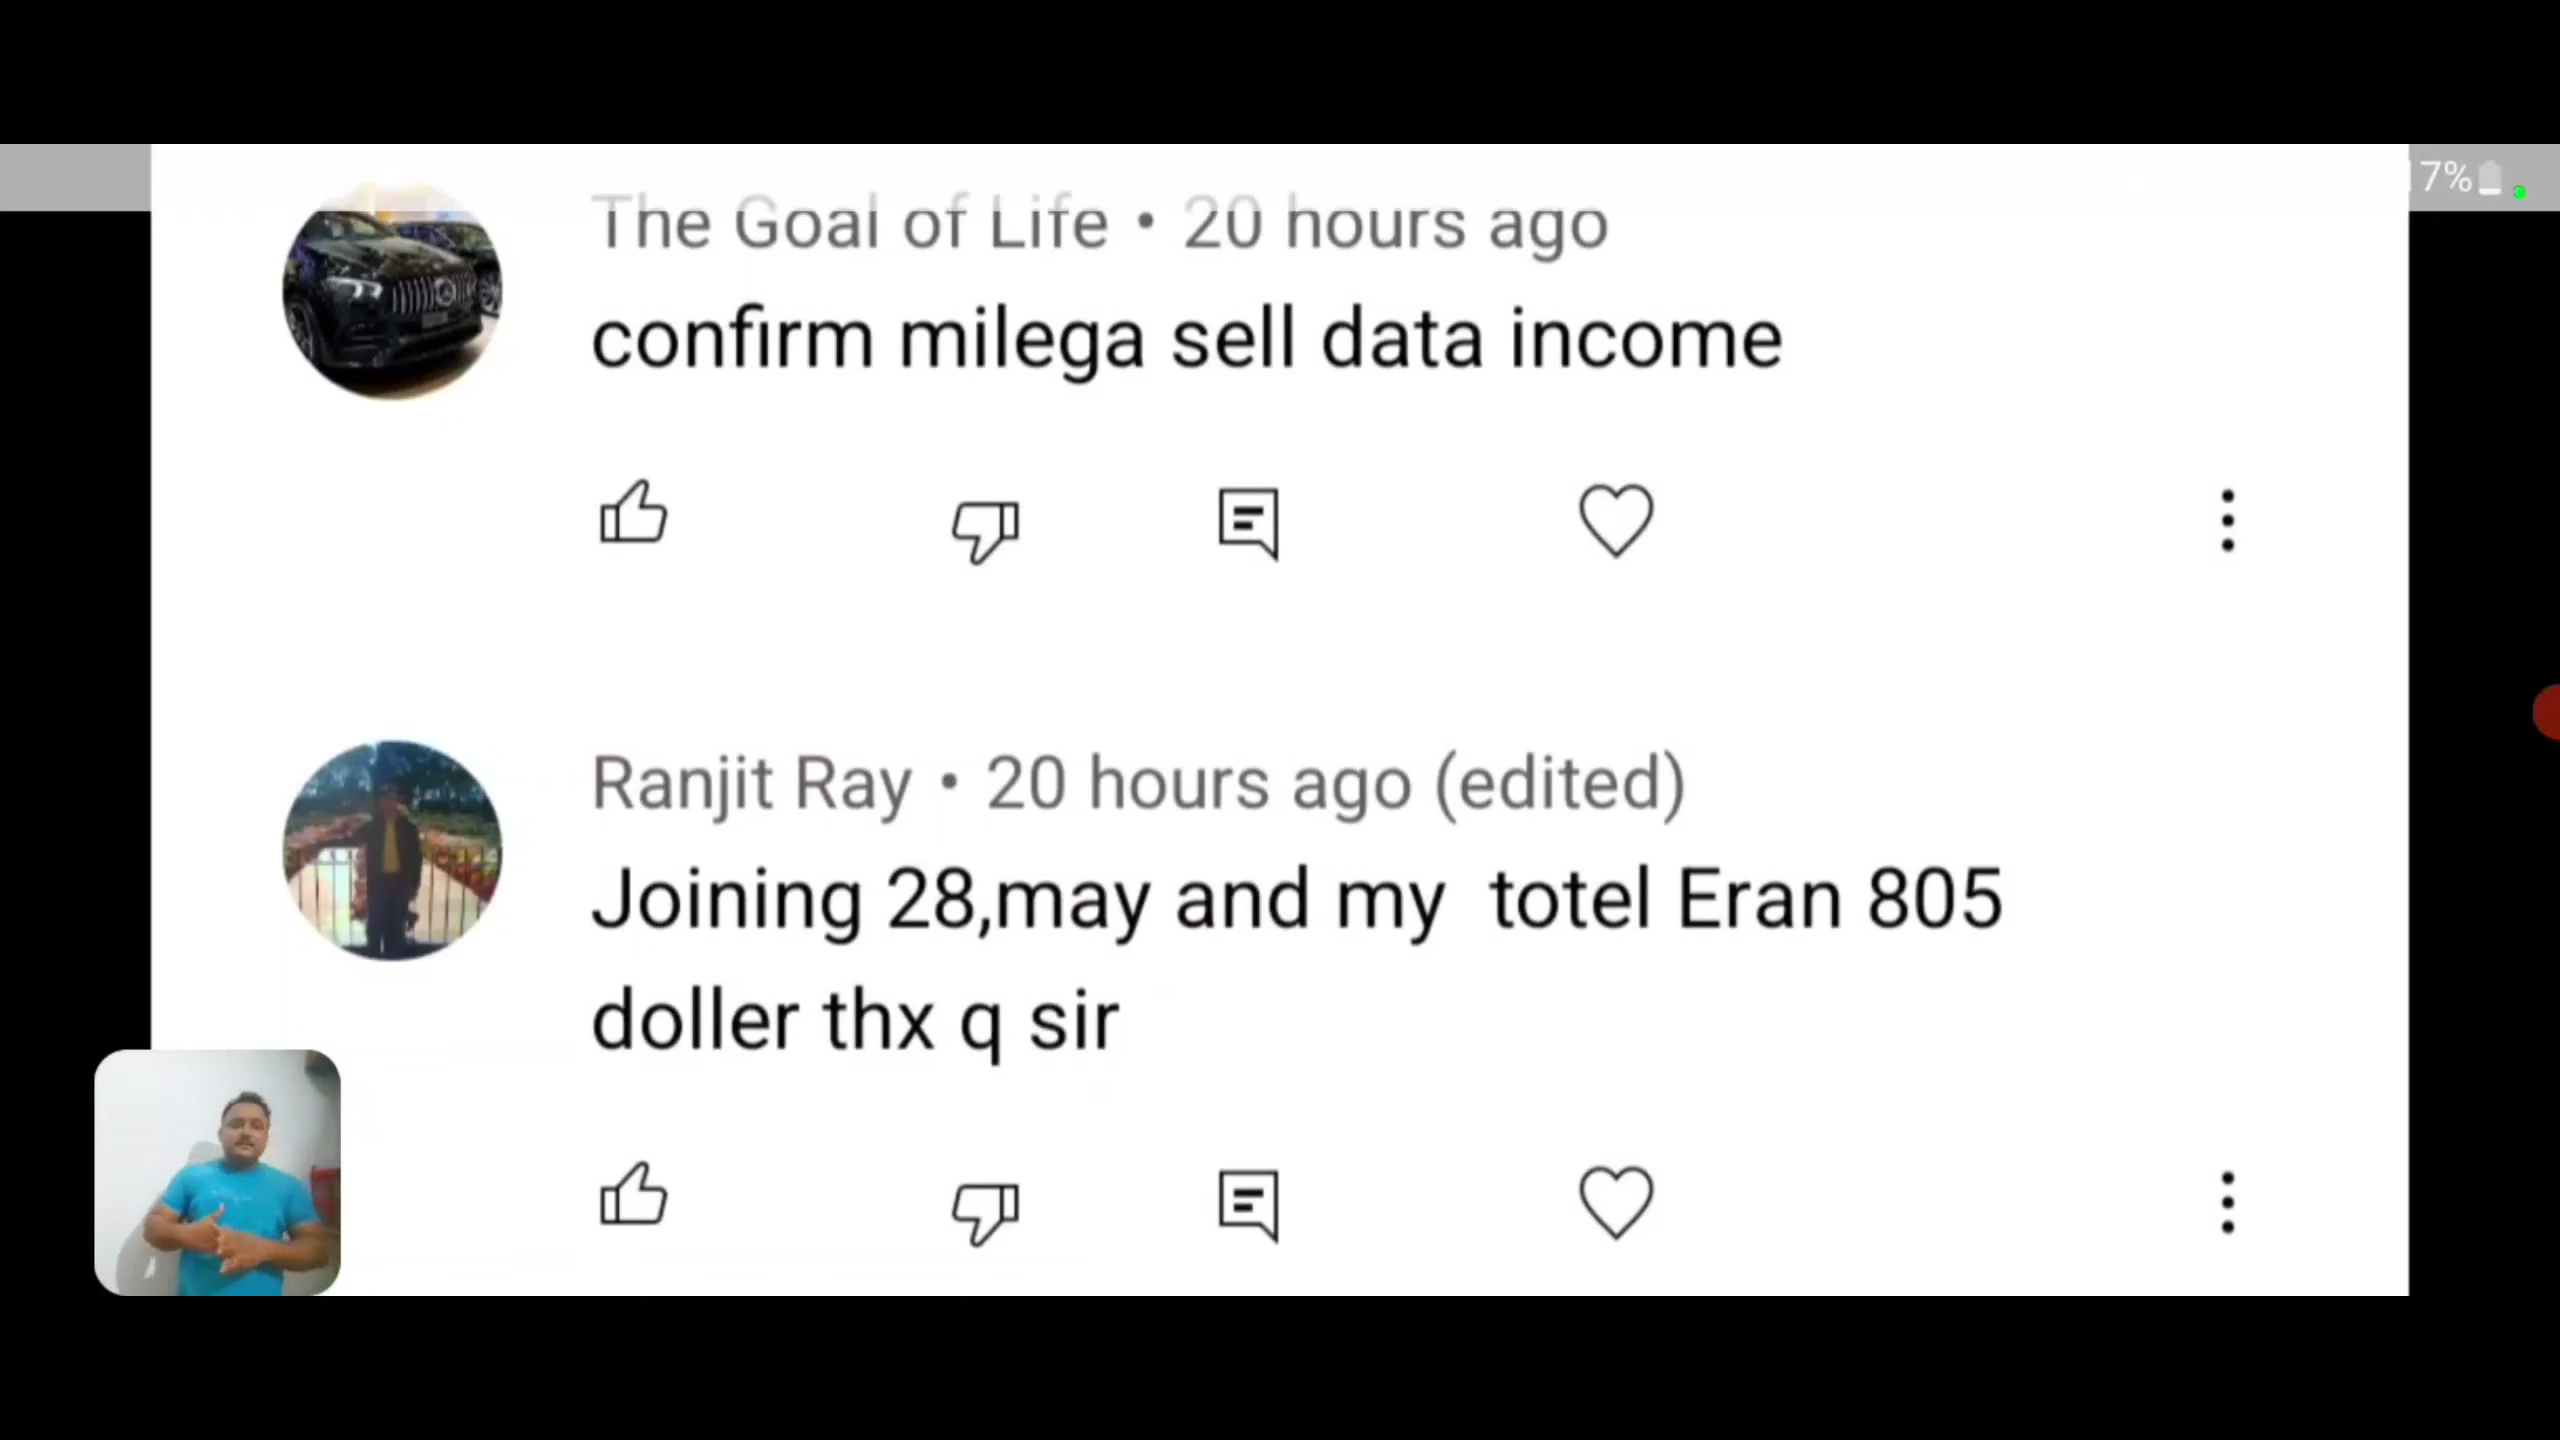 7%
The Goal of Life • 20 hours ago
confirm milega sell data income
Ranjit Ray • 20 hours ago (edited)
Joining 28,may and my  totel Eran 805
doller thx q sir